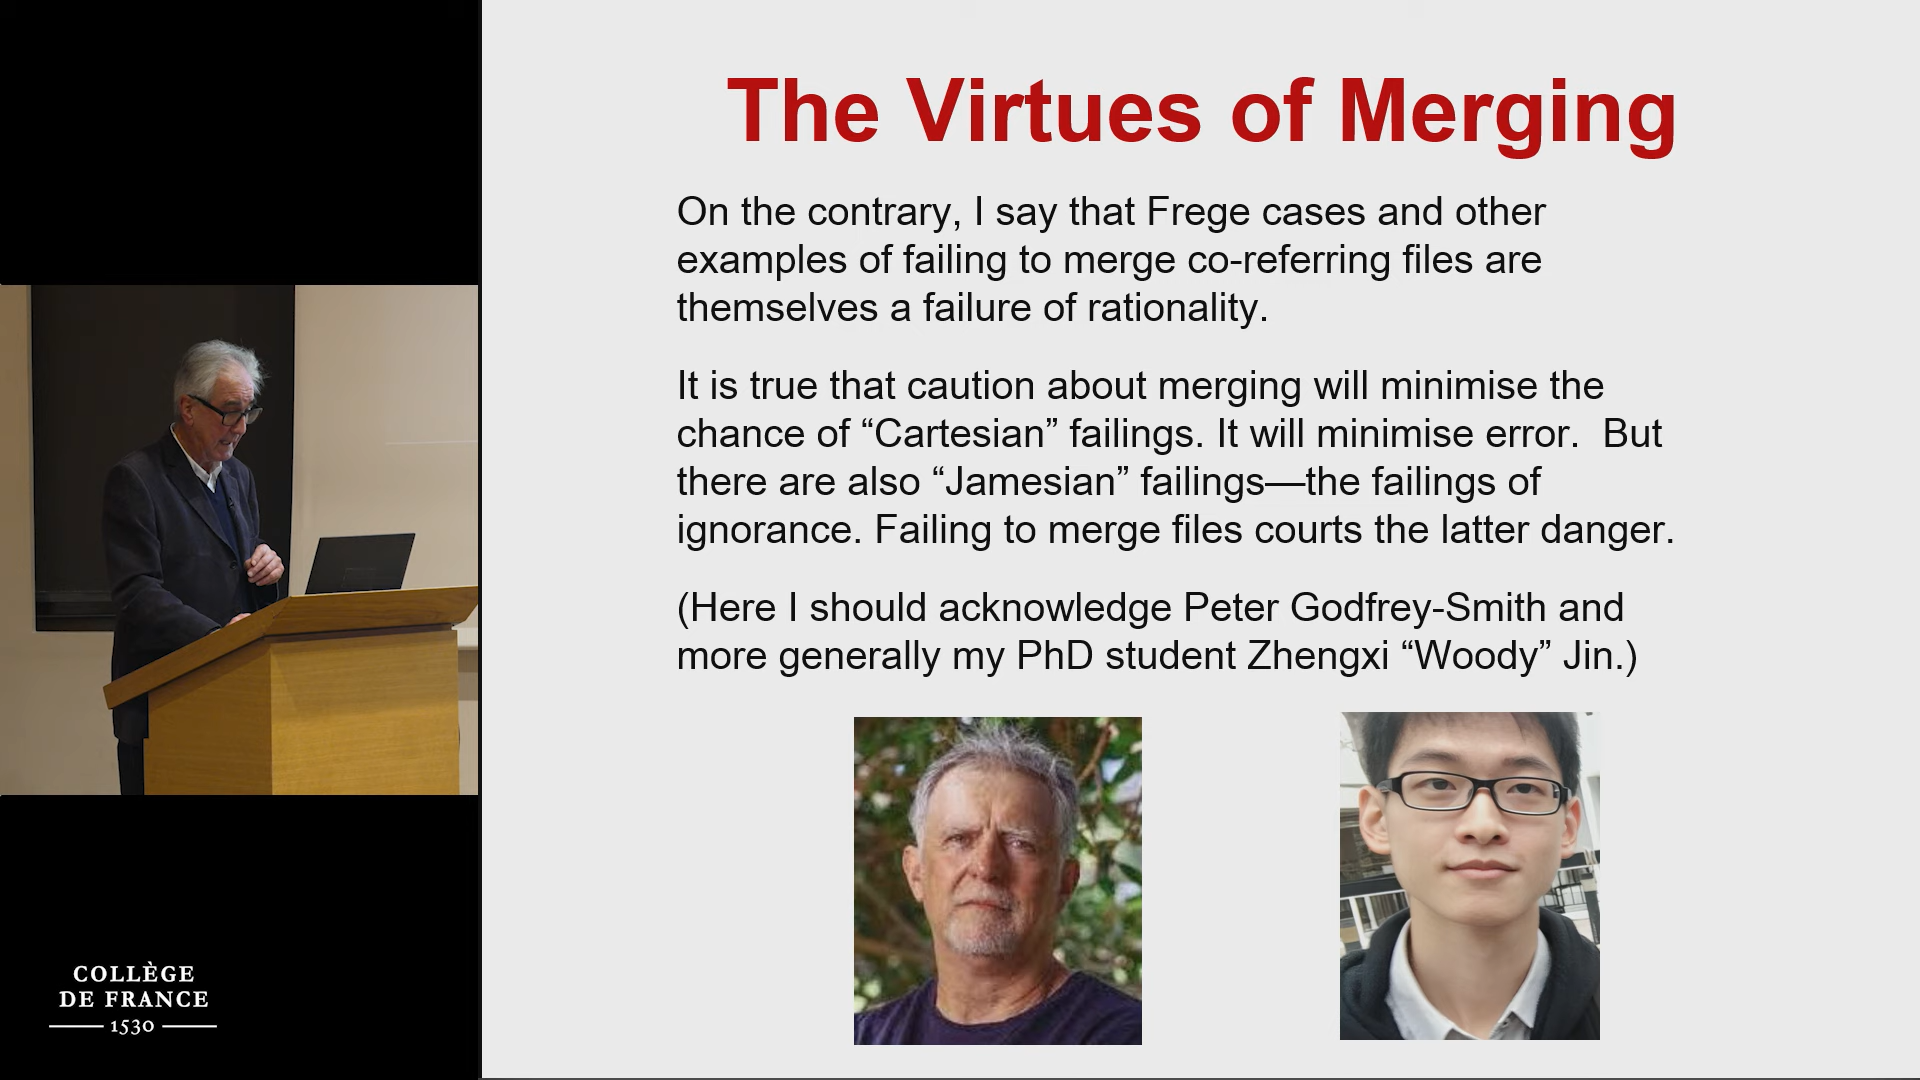 The Virtues of Merging
On the contrary, I say that Frege cases and other
examples of failing to merge co-referring files are
themselves a failure of rationality.
It is true that caution about merging will minimise the
chance of “Cartesian” failings. It will minimise error.  But
there are also “Jamesian” failings—the failings of
ignorance. Failing to merge files courts the latter danger.
(Here I should acknowledge Peter Godfrey-Smith and
more generally my PhD student Zhengxi “Woody” Jin.)
COLLÈGE
DE FRANCE
1530